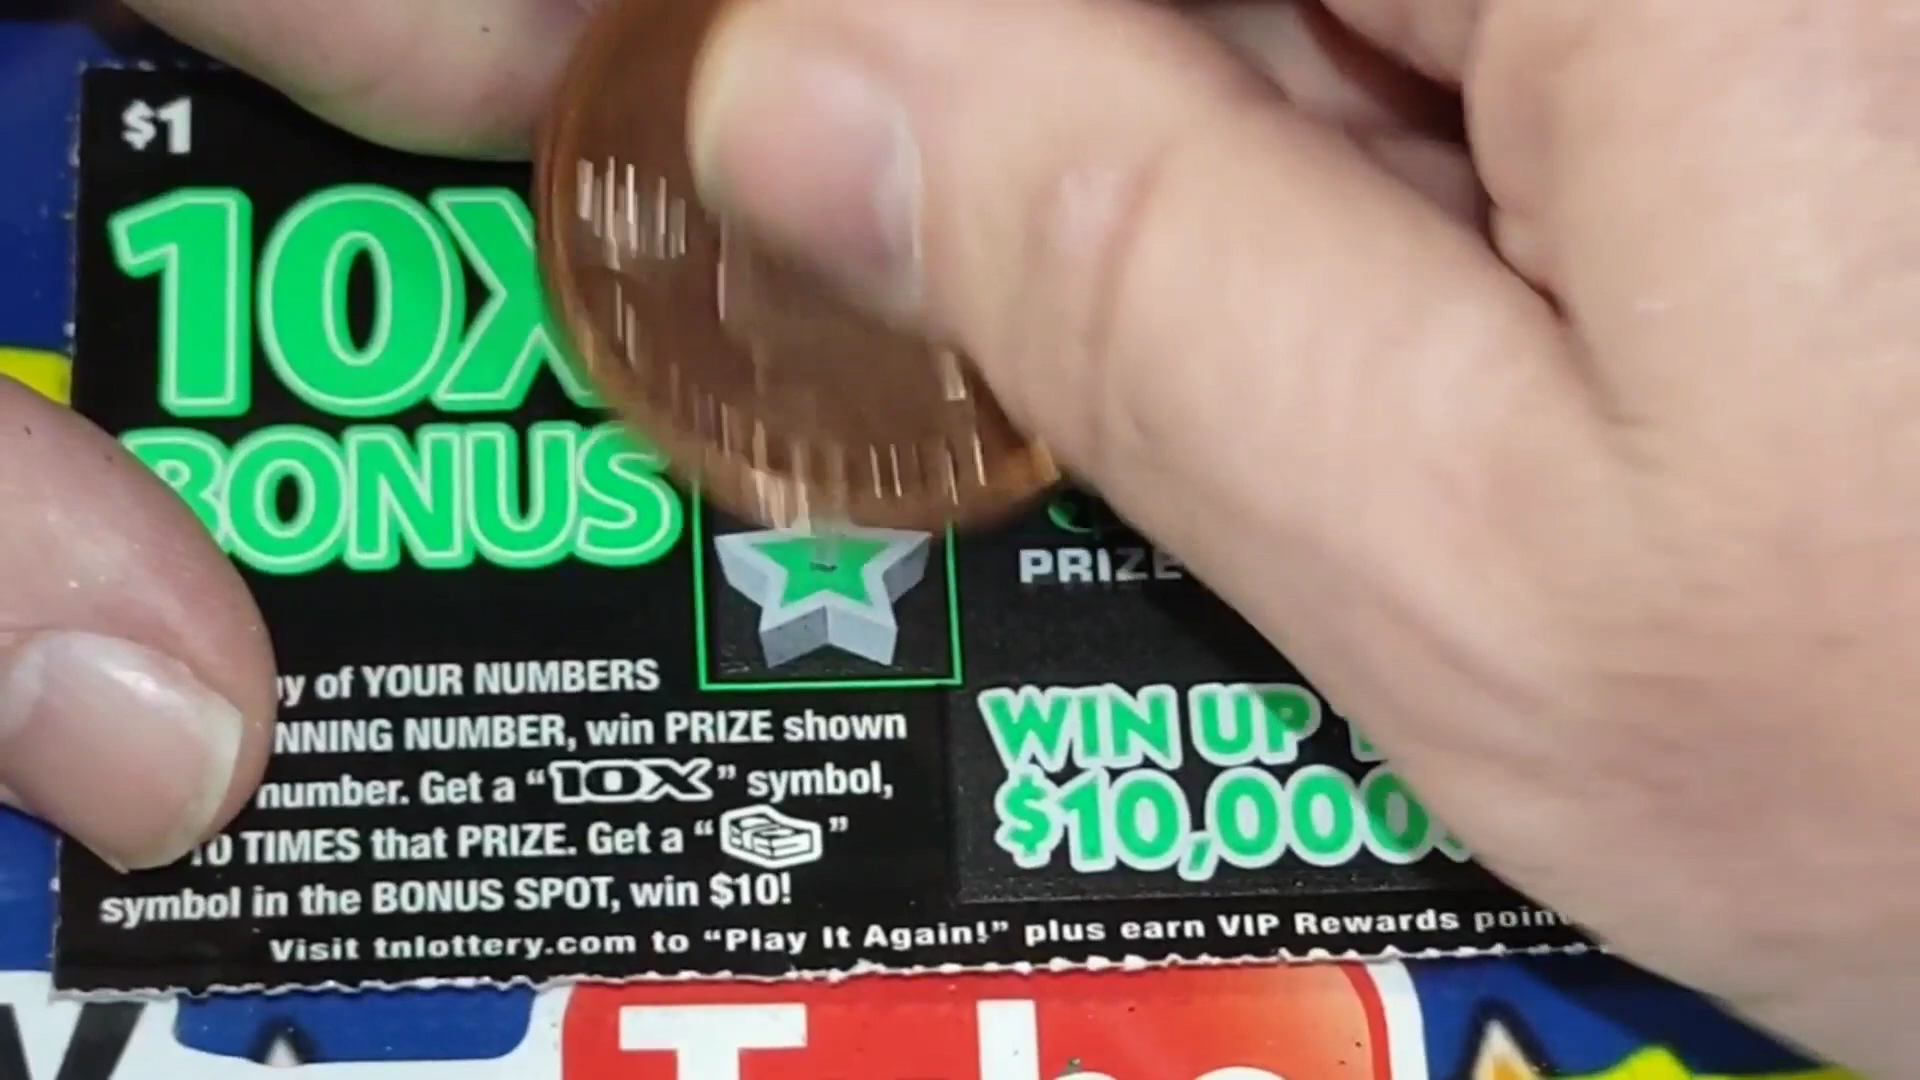 $1
10X
BONUS
PRIZE
of YOUR NUMBERS
NUMBER, win PRIZE shown
number. Get a “10X” symbol,
10 TIMES that PRIZE. Get a “ ”
symbol in the BONUS SPOT, win $10!
WIN UP
$10,000
Visit tnlottery.com to “Play It Again!” plus earn VIP Rewards